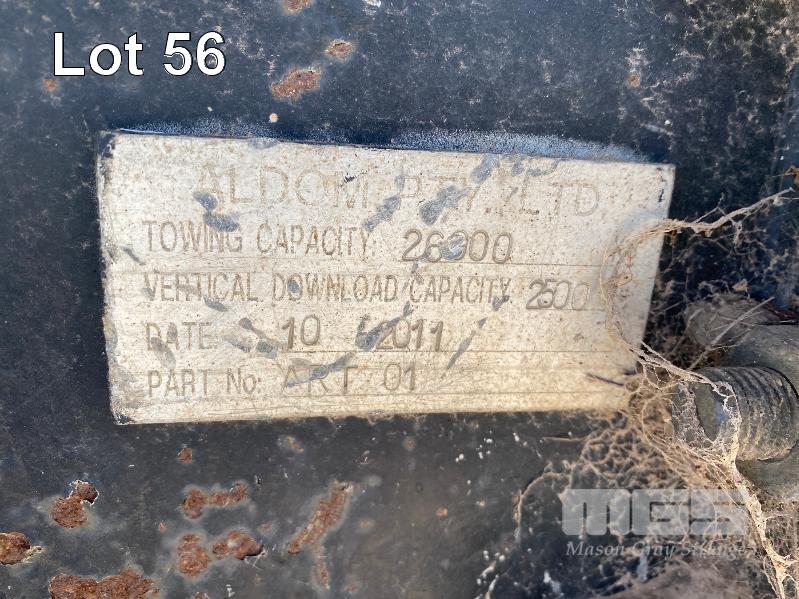 Lot 56
ALDOM PTY. LTD
TOWING CAPACITY 26000
VERTICAL DOWNLOAD CAPACITY 2500
DATE: 10 2011
PART No: ART 01
MGS
Mason Gray Strange